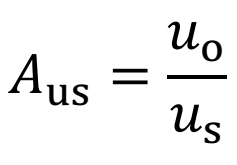 A_us = u_o / u_s